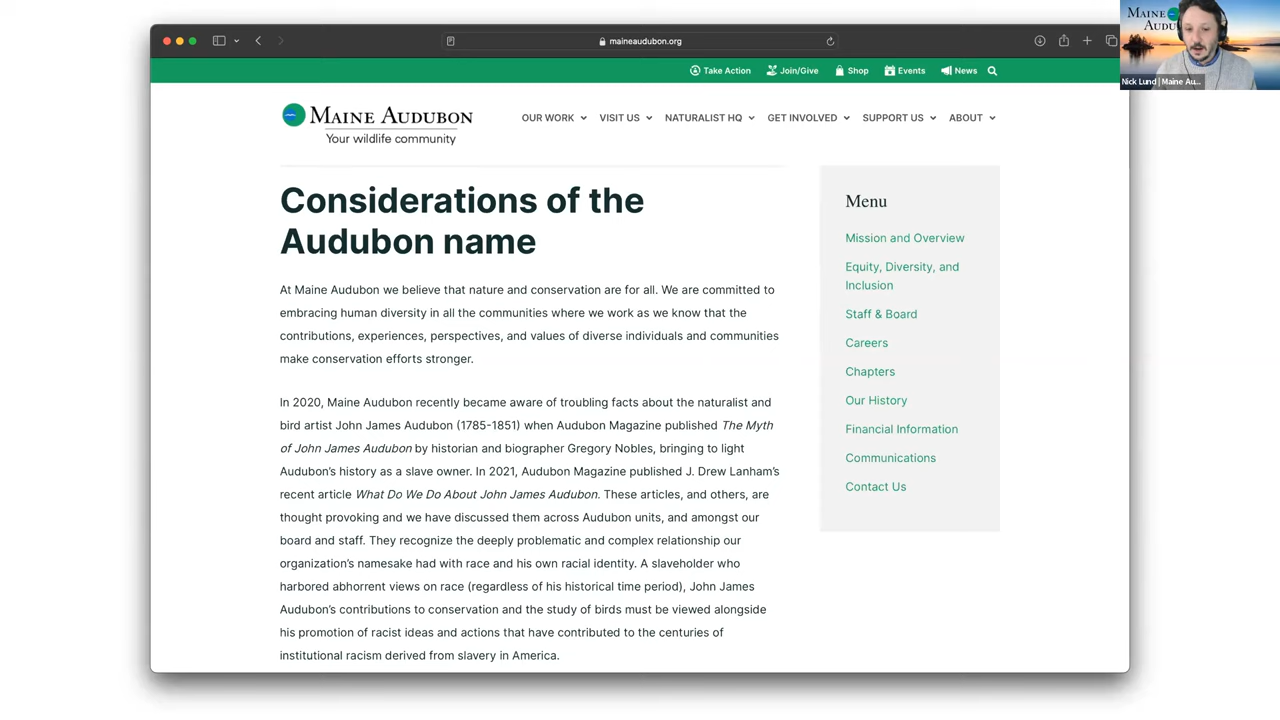 maineaudubon.org
Take Action Join/Give Shop Events News
MAINE AUDUBON
Your wildlife community
OUR WORK VISIT US NATURALIST HQ GET INVOLVED SUPPORT US ABOUT
Considerations of the
Audubon name
At Maine Audubon we believe that nature and conservation are for all. We are committed to
embracing human diversity in all the communities where we work as we know that the
contributions, experiences, perspectives, and values of diverse individuals and communities
make conservation efforts stronger.
In 2020, Maine Audubon recently became aware of troubling facts about the naturalist and
bird artist John James Audubon (1785-1851) when Audubon Magazine published The Myth
of John James Audubon by historian and biographer Gregory Nobles, bringing to light
Audubon's history as a slave owner. In 2021, Audubon Magazine published J. Drew Lanham's
recent article What Do We Do About John James Audubon. These articles, and others, are
thought provoking and we have discussed them across Audubon units, and amongst our
board and staff. They recognize the deeply problematic and complex relationship our
organization's namesake had with race and his own racial identity. A slaveholder who
harbored abhorrent views on race (regardless of his historical time period), John James
Audubon's contributions to conservation and the study of birds must be viewed alongside
his promotion of racist ideas and actions that have contributed to the centuries of
institutional racism derived from slavery in America.
Menu
Mission and Overview
Equity, Diversity, and
Inclusion
Staff & Board
Careers
Chapters
Our History
Financial Information
Communications
Contact Us
MAINE
AUDU
Nick Lund | Maine Au...